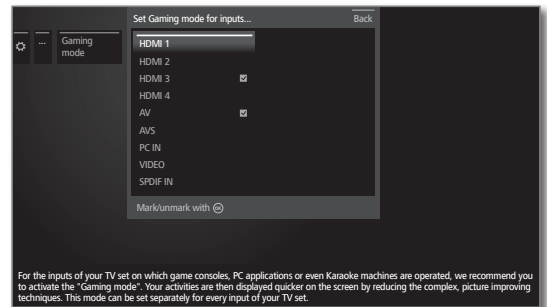 Set Gaming mode for inputs... Back
... Gaming
mode
HDMI 1
HDMI 2
HDMI 3
HDMI 4
AV
AVS
PC IN
VIDEO
SPDIF IN
Mark/unmark with OK
For the inputs of your TV set on which game consoles, PC applications or even Karaoke machines are operated, we recommend you
to activate the "Gaming mode". Your activities are then displayed quicker on the screen by reducing the complex, picture improving
techniques. This mode can be set separately for every input of your TV set.